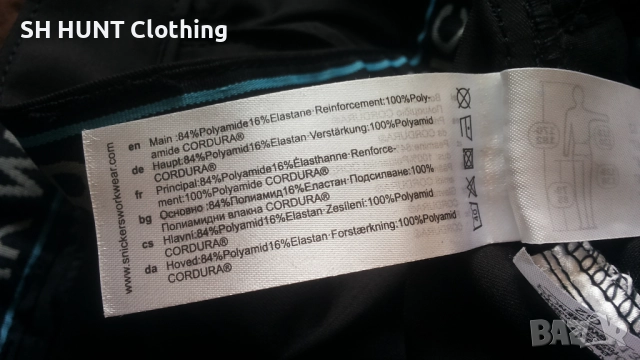 SH HUNT Clothing
www.snickersworkwear.com
en Main :84%Polyamide16%Elastane·Reinforcement:100%Poly-
amide CORDURA®
de Haupt:84%Polyamid16%Elastan·Verstärkung:100%Polyamid
CORDURA®
fr Principal:84%Polyamid16%Élasthanne·Renforce-
ment:100%Polyamide CORDURA®
bg Основно :84%Полиамид16%Еластан·Подсилване:100%
Полиамидни влакна CORDURA®
cs Hlavní:84%Polyamid16%Elastan·Zesílení:100%Polyamid
CORDURA®
da Hoved:84%Polyamid16%Elastan·Forstærkning:100%Polyamid
CORDURA®
40
BAZAR